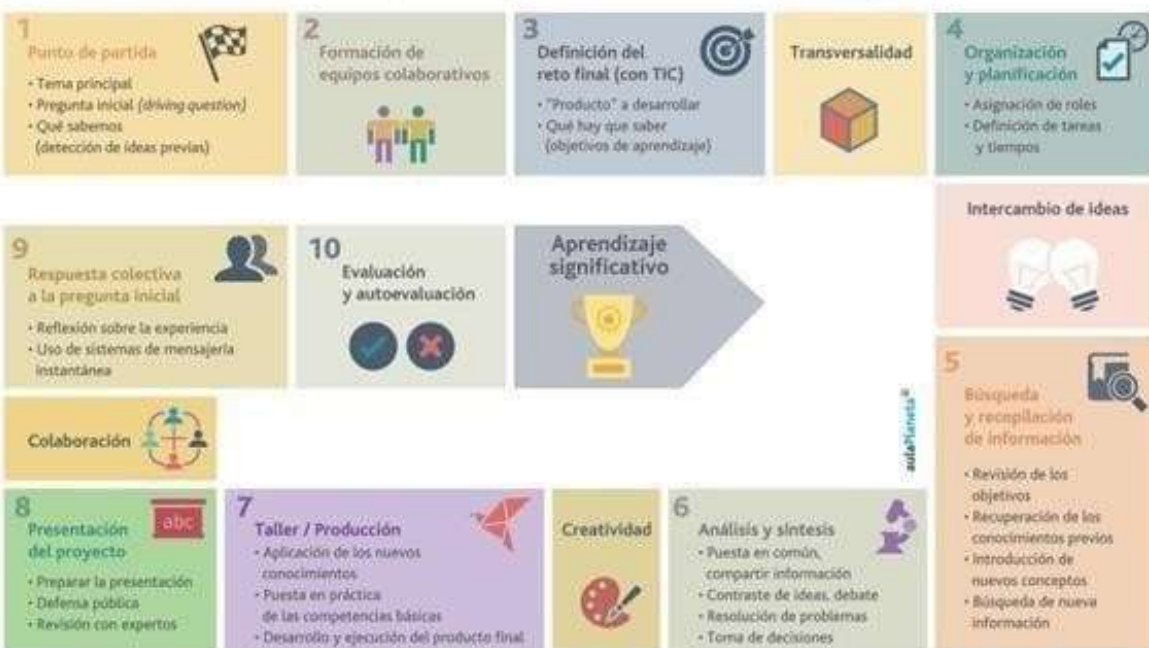 1
Punto de partida
• Tema principal
• Pregunta inicial (driving question)
• Qué sabemos
(detección de ideas previas)
2
Formación de
equipos colaborativos
3
Definición del
reto final (con TIC)
• "Producto" a desarrollar
• Qué hay que saber
(objetivos de aprendizaje)
Transversalidad
4
Organización
y planificación
• Asignación de roles
• Definición de tareas
y tiempos
Intercambio de ideas
5
Búsqueda
y recopilación
de información
• Revisión de los
objetivos
• Recuperación de los
conocimientos previos
• Introducción de
nuevos conceptos
• Búsqueda de nueva
información
6
Análisis y síntesis
• Puesta en común,
compartir información
• Contraste de ideas, debate
• Resolución de problemas
• Toma de decisiones
Creatividad
7
Taller / Producción
• Aplicación de los nuevos
conocimientos
• Puesta en práctica
de las competencias básicas
• Desarrollo y ejecución del producto final
8
Presentación
del proyecto
abc
• Preparar la presentación
• Defensa pública
• Revisión con expertos
Colaboración
9
Respuesta colectiva
a la pregunta inicial
• Reflexión sobre la experiencia
• Uso de sistemas de mensajería
instantánea
10
Evaluación
y autoevaluación
Aprendizaje
significativo
aulaPlaneta